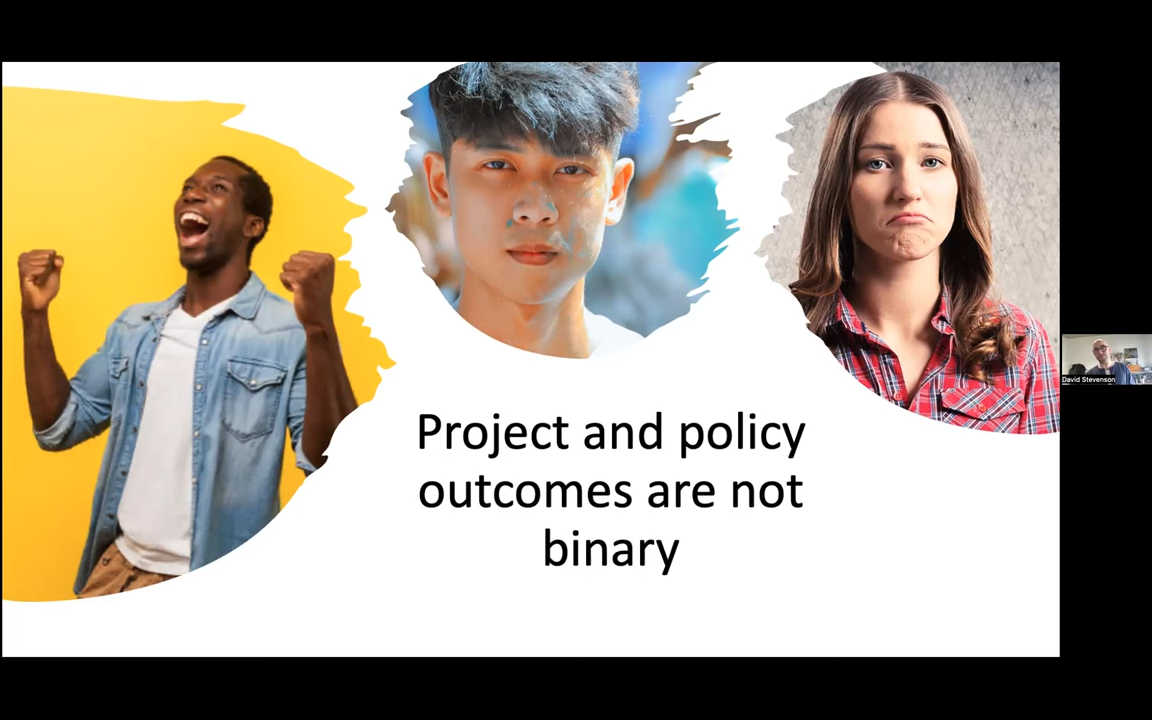 Project and policy
outcomes are not
binary
David Stevenson